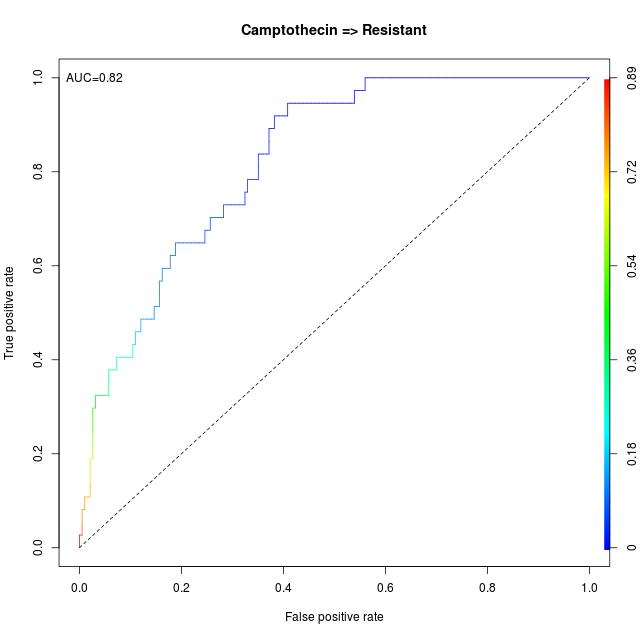 Camptothecin => Resistant
AUC=0.82
True positive rate
1.0
0.8
0.6
0.4
0.2
0.0
0.0 0.2 0.4 0.6 0.8 1.0
False positive rate
0.89
0.72
0.54
0.36
0.18
0